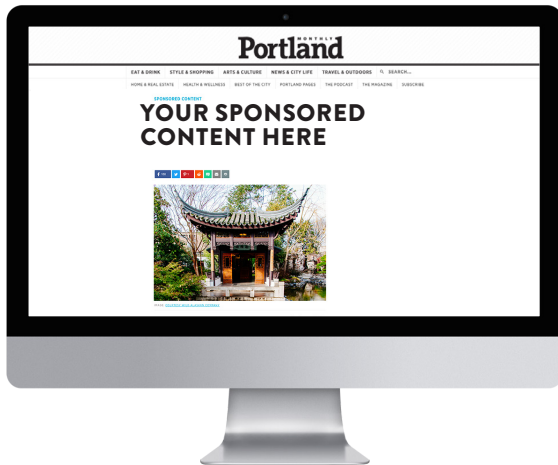 MONTHLY
Portland
EAT & DRINK STYLE & SHOPPING ARTS & CULTURE NEWS & CITY LIFE TRAVEL & OUTDOORS SEARCH...
HOME & REAL ESTATE HEALTH & WELLNESS BEST OF THE CITY PORTLAND PAGES THE PODCAST THE MAGAZINE SUBSCRIBE
SPONSORED CONTENT
YOUR SPONSORED
CONTENT HERE